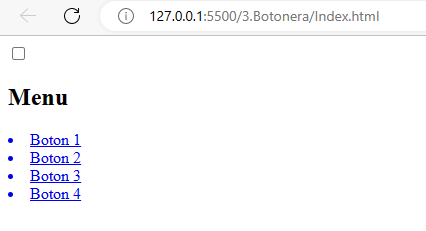 127.0.0.1:5500/3.Botonera/Index.html
Menu
Boton 1
Boton 2
Boton 3
Boton 4